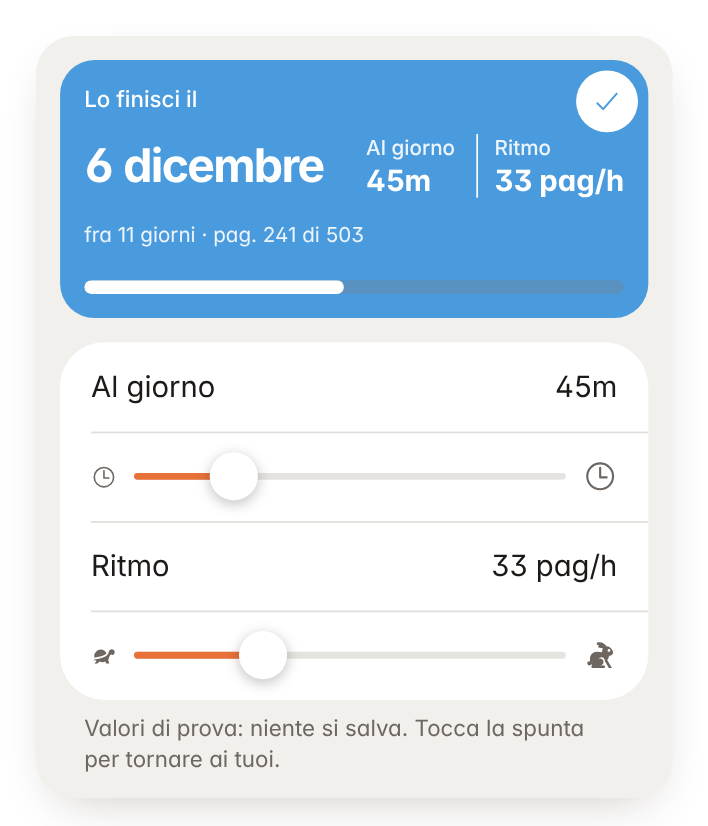 Lo finisci il
6 dicembre
Al giorno
45m
Ritmo
33 pag/h
fra 11 giorni · pag. 241 di 503
Al giorno
45m
Ritmo
33 pag/h
Valori di prova: niente si salva. Tocca la spunta
per tornare ai tuoi.